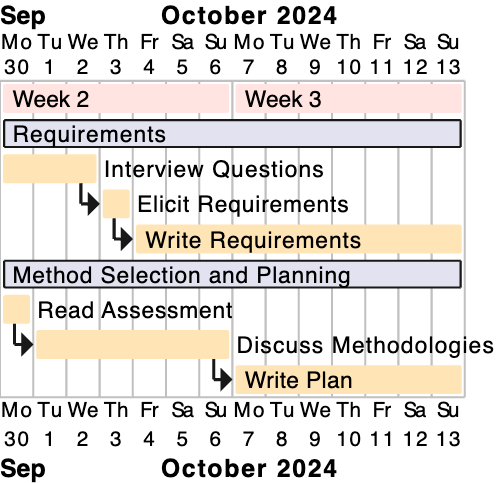 Sep October 2024
Mo Tu We Th Fr Sa Su Mo Tu We Th Fr Sa Su
30 1 2 3 4 5 6 7 8 9 10 11 12 13
Week 2 Week 3
Requirements
Interview Questions
Elicit Requirements
Write Requirements
Method Selection and Planning
Read Assessment
Discuss Methodologies
Write Plan
Mo Tu We Th Fr Sa Su Mo Tu We Th Fr Sa Su
30 1 2 3 4 5 6 7 8 9 10 11 12 13
Sep October 2024